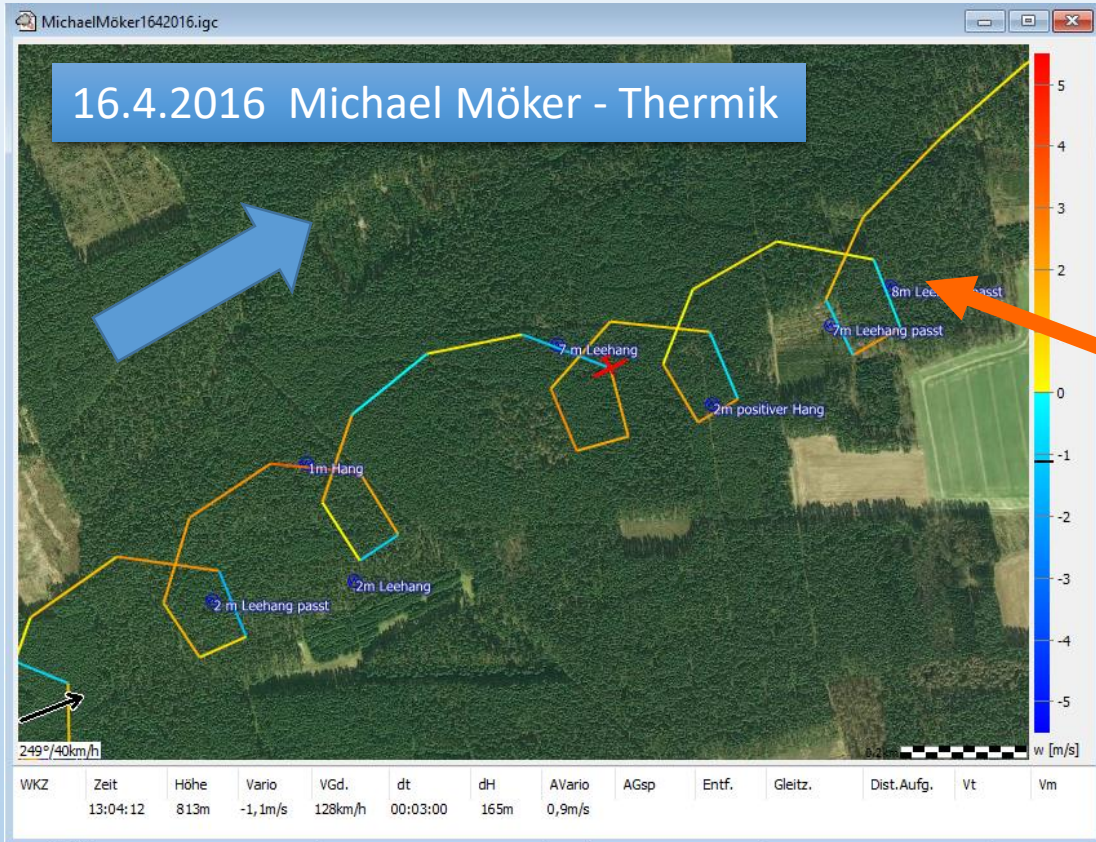 MichaelMöker1642016.igc
16.4.2016 Michael Möker - Thermik
5
4
3
2
0
-1
-2
-3
-4
-5
w [m/s]
8m passt
7m Leehang passt
7 m Leehang
2m positiver Hang
1m Hang
2m Leehang
2 m Leehang passt
249°/40km/h
WKZ Zeit Höhe Vario VGd. dt dH AVario AGsp Entf. Gleitz. Dist.Aufg. Vt Vm
13:04:12 813m -1,1m/s 128km/h 00:03:00 165m 0,9m/s